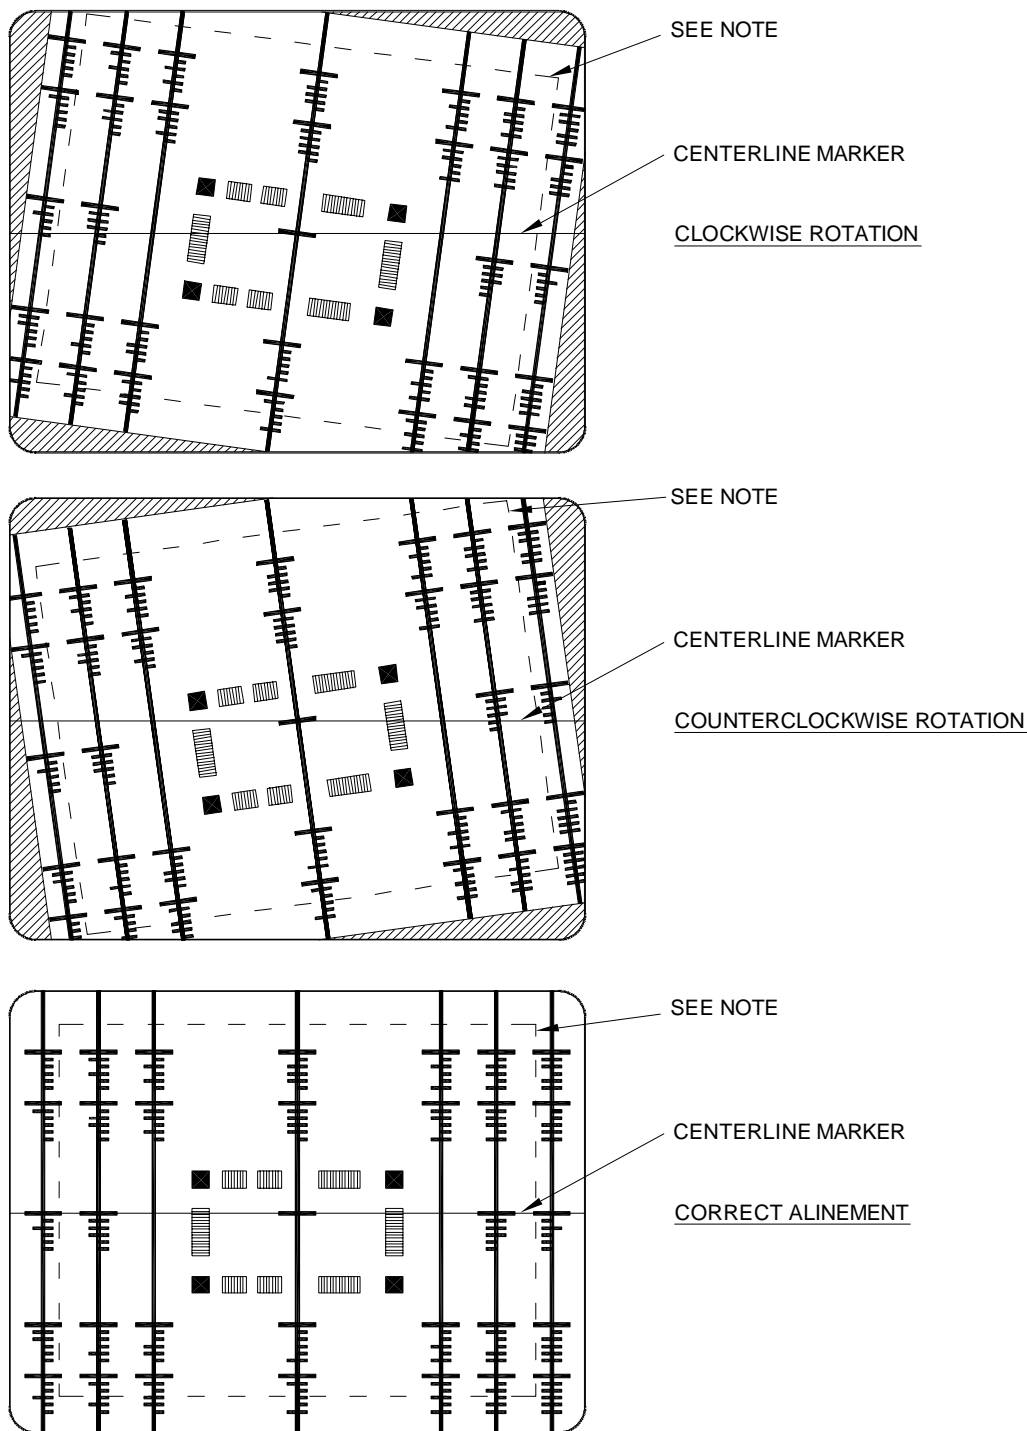 SEE NOTE
CENTERLINE MARKER
CLOCKWISE ROTATION
SEE NOTE
CENTERLINE MARKER
COUNTERCLOCKWISE ROTATION
SEE NOTE
CENTERLINE MARKER
CORRECT ALINEMENT